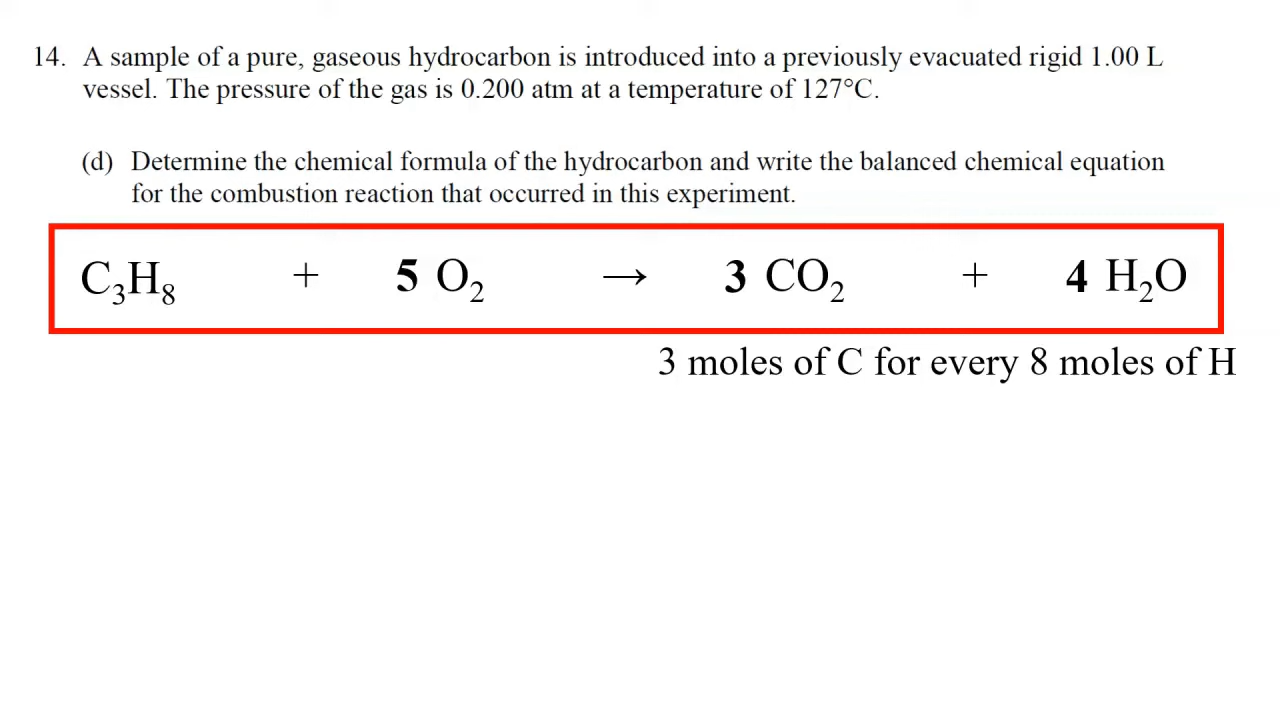 14. A sample of a pure, gaseous hydrocarbon is introduced into a previously evacuated rigid 1.00 L
vessel. The pressure of the gas is 0.200 atm at a temperature of 127°C.
(d) Determine the chemical formula of the hydrocarbon and write the balanced chemical equation
for the combustion reaction that occurred in this experiment.
C₃H₈ + 5 O₂ → 3 CO₂ + 4 H₂O
3 moles of C for every 8 moles of H